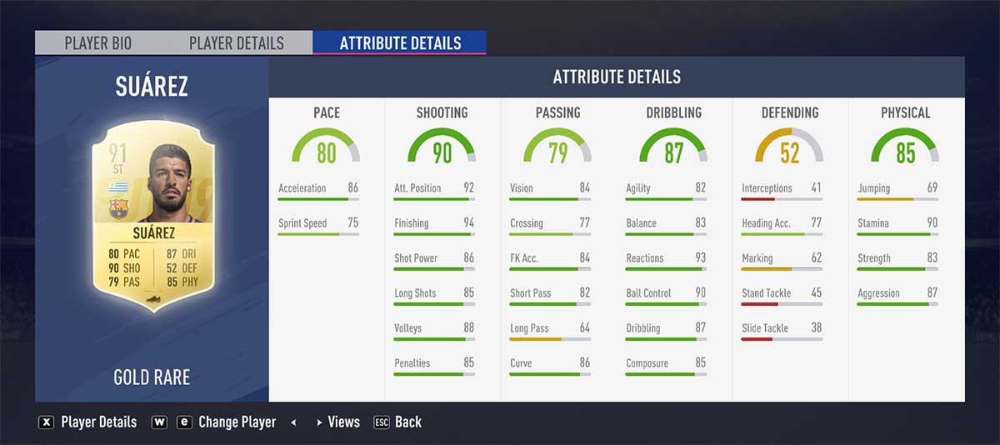 PLAYER BIO PLAYER DETAILS ATTRIBUTE DETAILS
SUÁREZ
91
ST
SUÁREZ
80 PAC 87 DRI
90 SHO 52 DEF
79 PAS 85 PHY
GOLD RARE
ATTRIBUTE DETAILS
PACE
80
Acceleration 86
Sprint Speed 75
SHOOTING
90
Att. Position 92
Finishing 94
Shot Power 86
Long Shots 85
Volleys 88
Penalties 85
PASSING
79
Vision 84
Crossing 77
FK Acc. 84
Short Pass 82
Long Pass 64
Curve 86
DRIBBLING
87
Agility 82
Balance 83
Reactions 93
Ball Control 90
Dribbling 87
Composure 85
DEFENDING
52
Interceptions 41
Heading Acc. 77
Marking 62
Stand Tackle 45
Slide Tackle 38
PHYSICAL
85
Jumping 69
Stamina 90
Strength 83
Aggression 87
X Player Details W e Change Player Views ESC Back